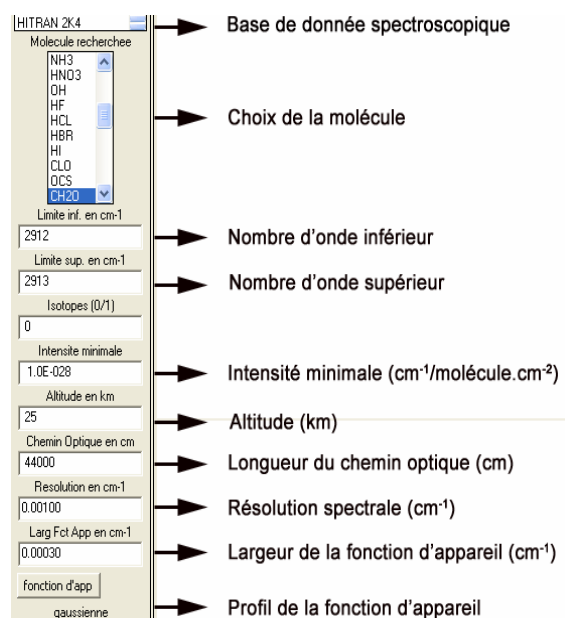 HITRAN 2K4
Base de donnée spectroscopique
Molecule recherchee
NH3
HNO3
OH
HF
HCL
HBR
HI
CLO
OCS
CH2O
Choix de la molécule
Limite inf. en cm-1
2912
Nombre d'onde inférieur
Limite sup. en cm-1
2913
Nombre d'onde supérieur
Isotopes (0/1)
0
Intensite minimale
1.0E-028
Intensité minimale (cm⁻¹/molécule.cm⁻²)
Altitude en km
25
Altitude (km)
Chemin Optique en cm
44000
Longueur du chemin optique (cm)
Resolution en cm-1
0.00100
Résolution spectrale (cm⁻¹)
Larg Fct App en cm-1
0.00030
Largeur de la fonction d'appareil (cm⁻¹)
fonction d'app
gaussienne
Profil de la fonction d'appareil